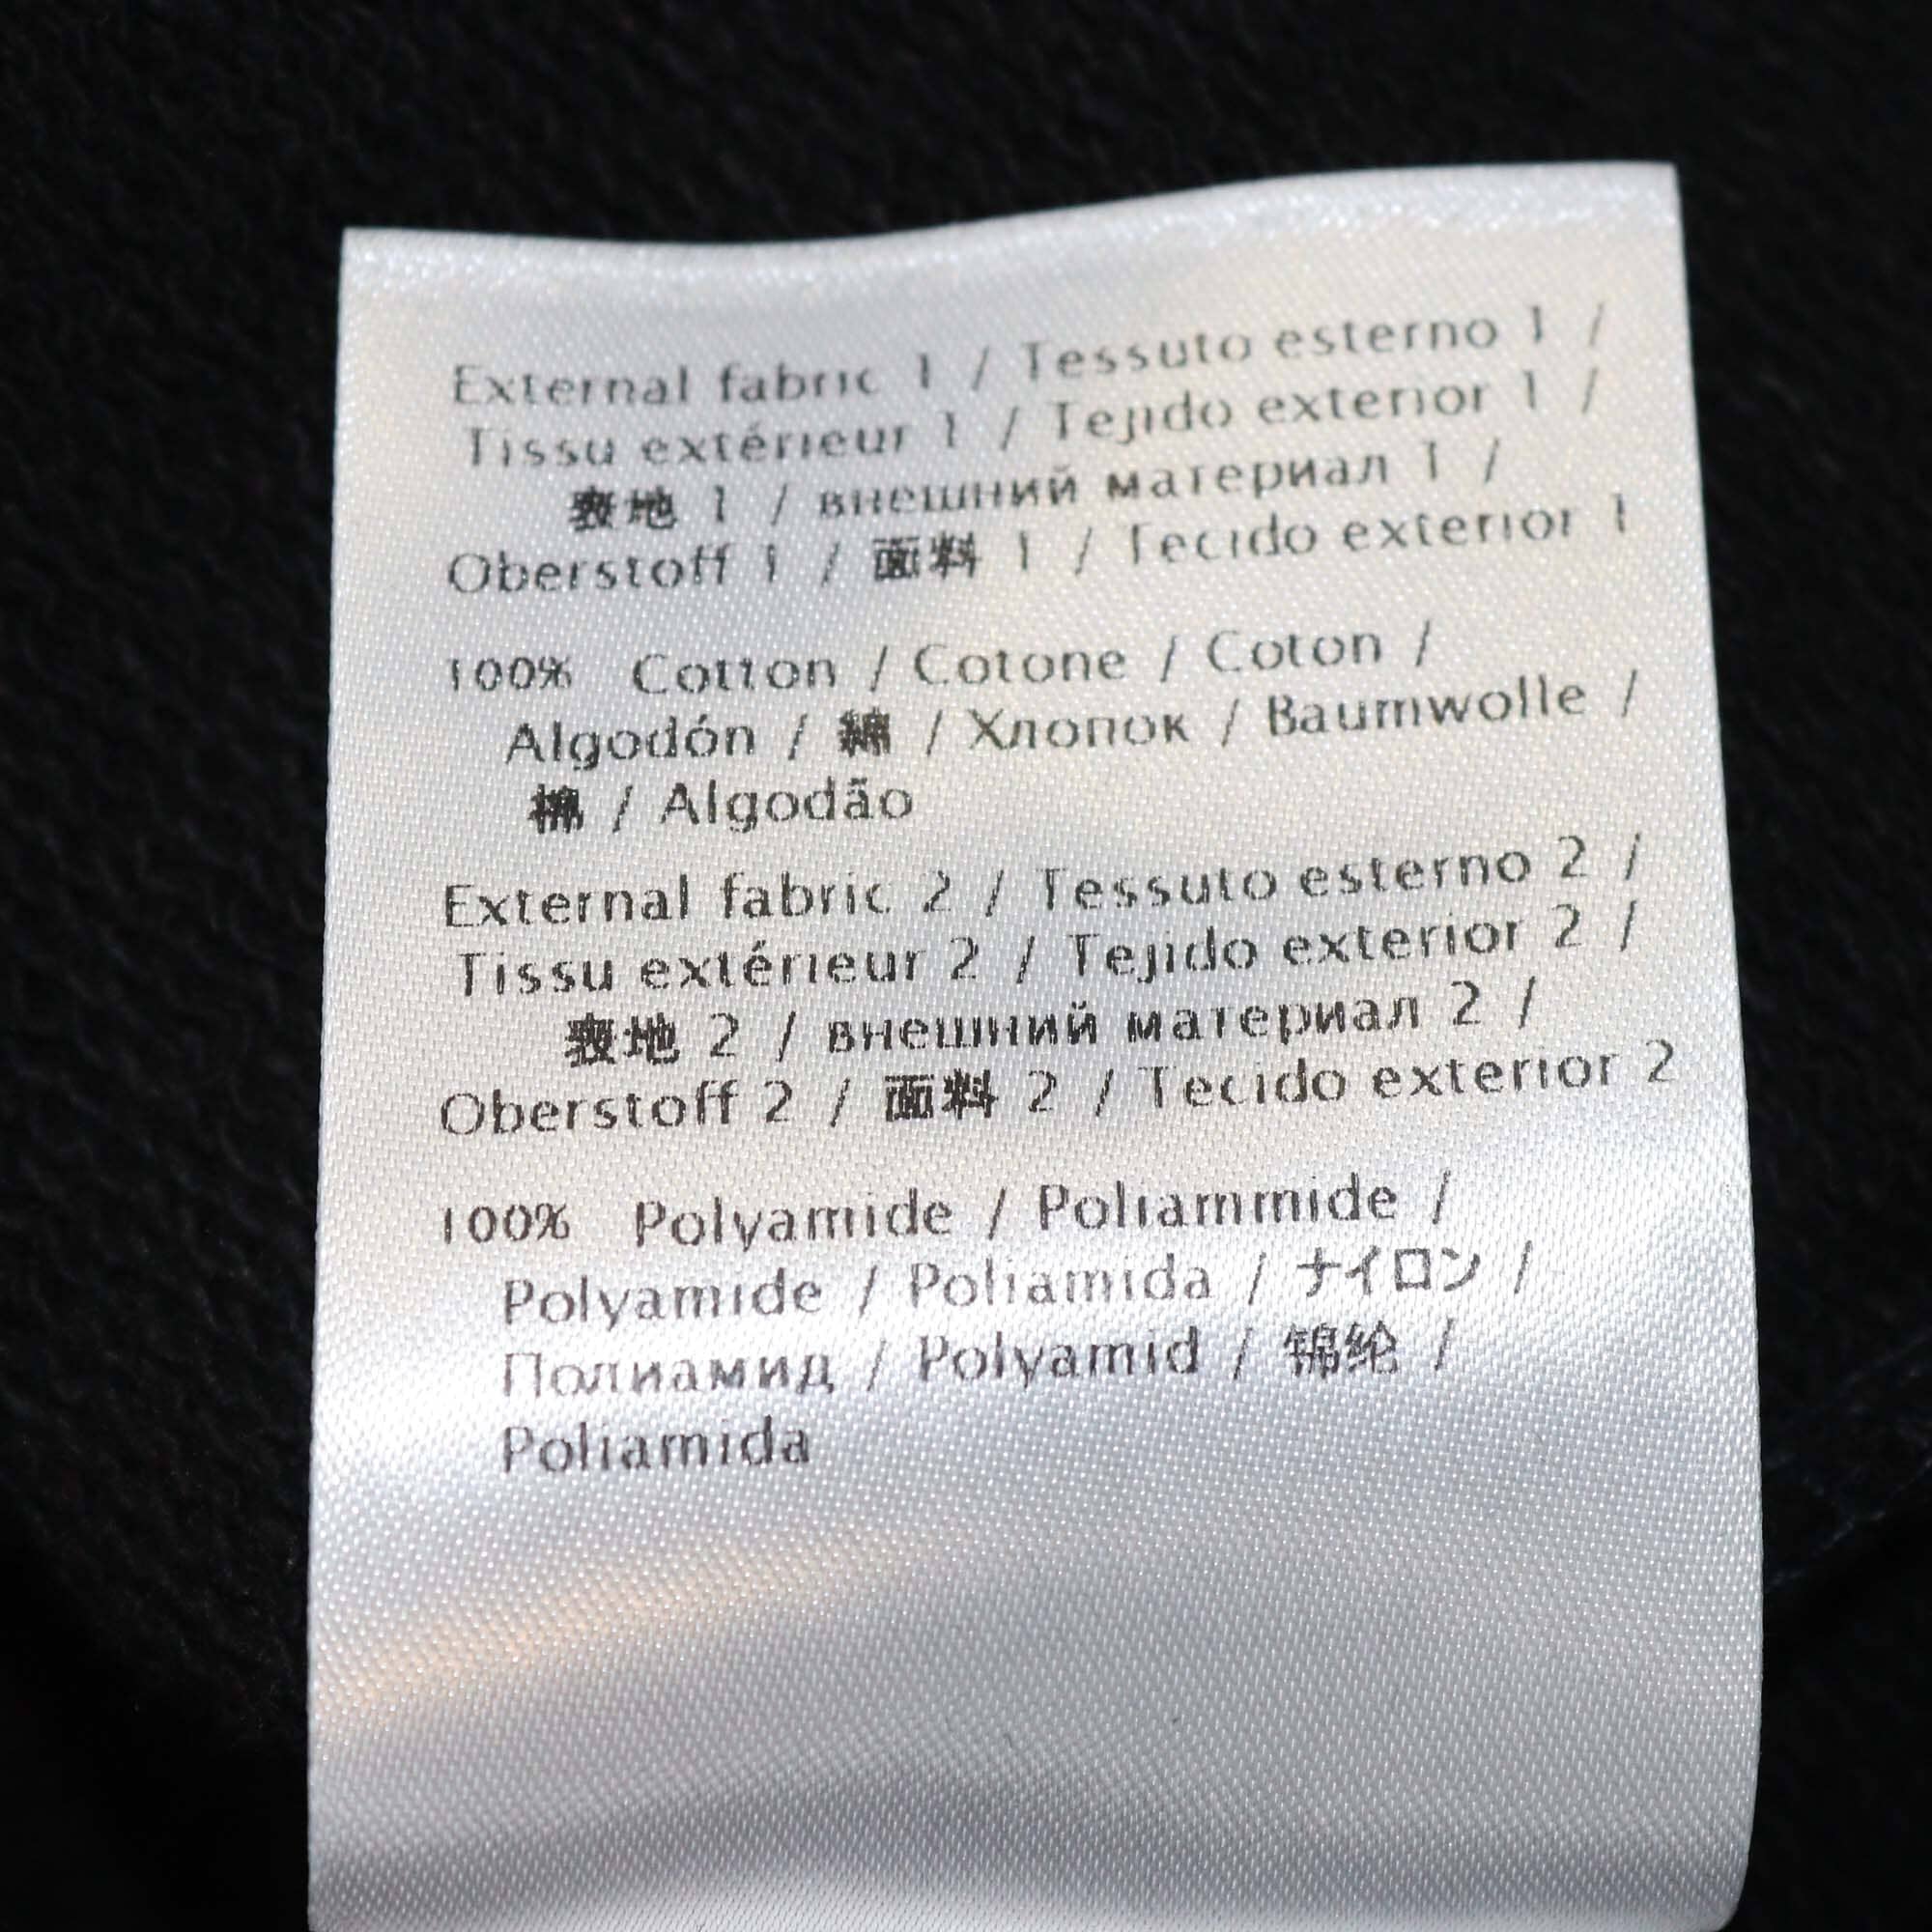 External fabric 1 / Tessuto esterno 1 /
Tissu extérieur 1 / Tejido exterior 1 /
表地 1 / внешний материал 1 /
Oberstoff 1 / 面料 1 / Tecido exterior 1
100% Cotton / Cotone / Coton /
Algodón / 綿 / Хлопок / Baumwolle /
棉 / Algodão
External fabric 2 / Tessuto esterno 2 /
Tissu extérieur 2 / Tejido exterior 2 /
表地 2 / внешний материал 2 /
Oberstoff 2 / 面料 2 / Tecido exterior 2
100% Polyamide / Poliammide /
Polyamide / Poliamida / ナイロン /
Полиамид / Polyamid / 锦纶 /
Poliamida